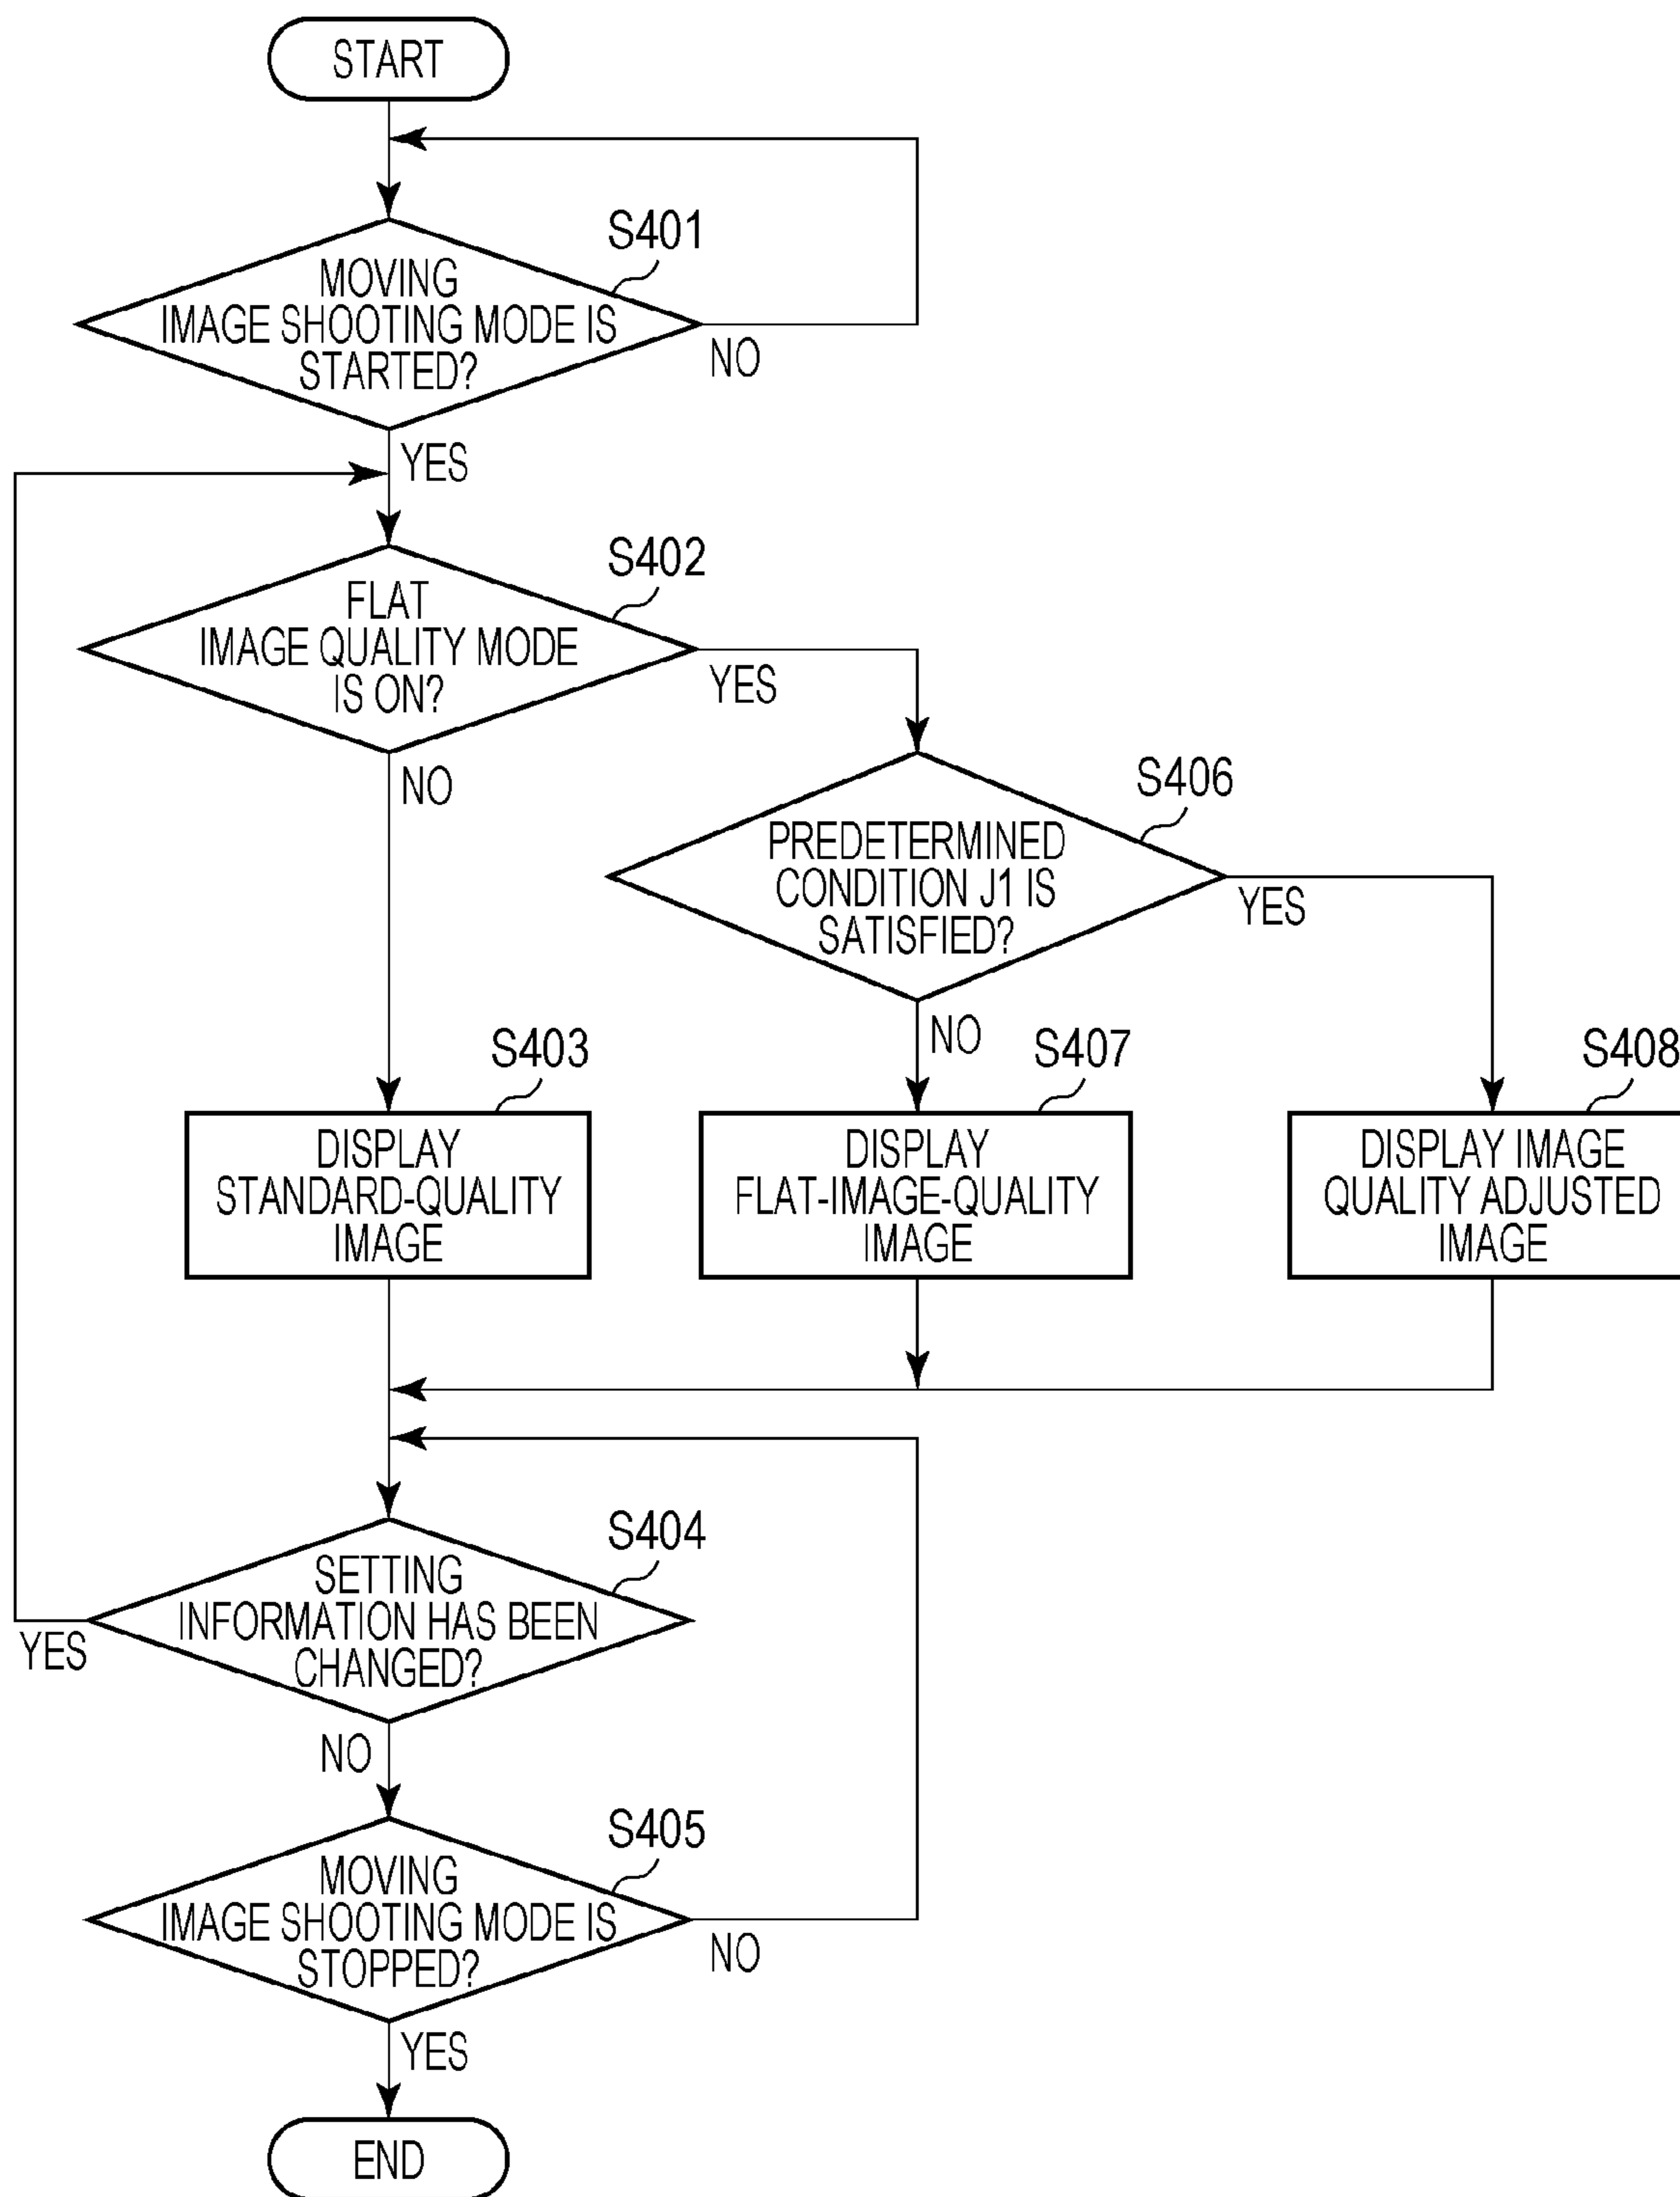 START
S401
MOVING
IMAGE SHOOTING MODE IS
STARTED?
NO
YES
S402
FLAT
IMAGE QUALITY MODE
IS ON?
YES
NO
S406
PREDETERMINED
CONDITION J1 IS
SATISFIED?
YES
NO
S403
DISPLAY
STANDARD-QUALITY
IMAGE
S407
DISPLAY
FLAT-IMAGE-QUALITY
IMAGE
S408
DISPLAY IMAGE
QUALITY ADJUSTED
IMAGE
S404
SETTING
INFORMATION HAS BEEN
CHANGED?
YES
NO
S405
MOVING
IMAGE SHOOTING MODE IS
STOPPED?
NO
YES
END